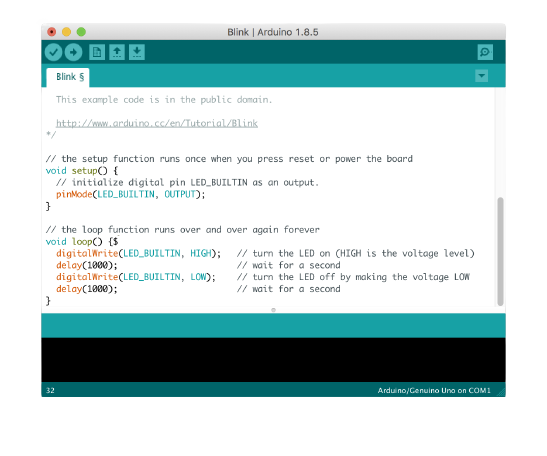 Blink | Arduino 1.8.5
Blink §
This example code is in the public domain.
http://www.arduino.cc/en/Tutorial/Blink
*/
// the setup function runs once when you press reset or power the board
void setup() {
// initialize digital pin LED_BUILTIN as an output.
pinMode(LED_BUILTIN, OUTPUT);
}
// the loop function runs over and over again forever
void loop() {$
digitalWrite(LED_BUILTIN, HIGH);   // turn the LED on (HIGH is the voltage level)
delay(1000);                       // wait for a second
digitalWrite(LED_BUILTIN, LOW);    // turn the LED off by making the voltage LOW
delay(1000);                       // wait for a second
}
32 Arduino/Genuino Uno on COM1